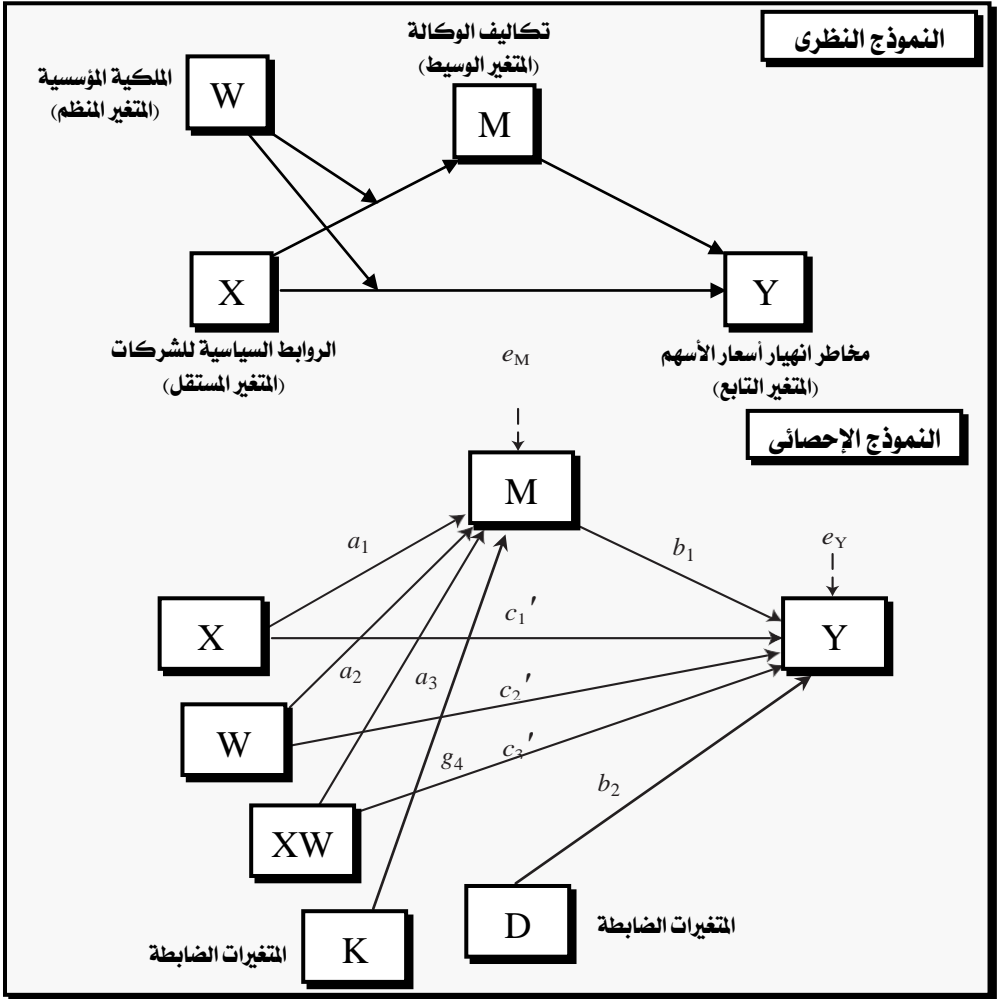 النموذج النظرى
تكاليف الوكالة
(المتغير الوسيط)
الملكية المؤسسية
(المتغير المنظم)
W
M
X
Y
الروابط السياسية للشركات
(المتغير المستقل)
مخاطر انهيار أسعار الأسهم
(المتغير التابع)
النموذج الإحصائى
eM
M
a1
b1
eY
X
c1'
Y
a2
a3
c2'
W
g4
c3'
b2
XW
D
المتغيرات الضابطة
K
المتغيرات الضابطة